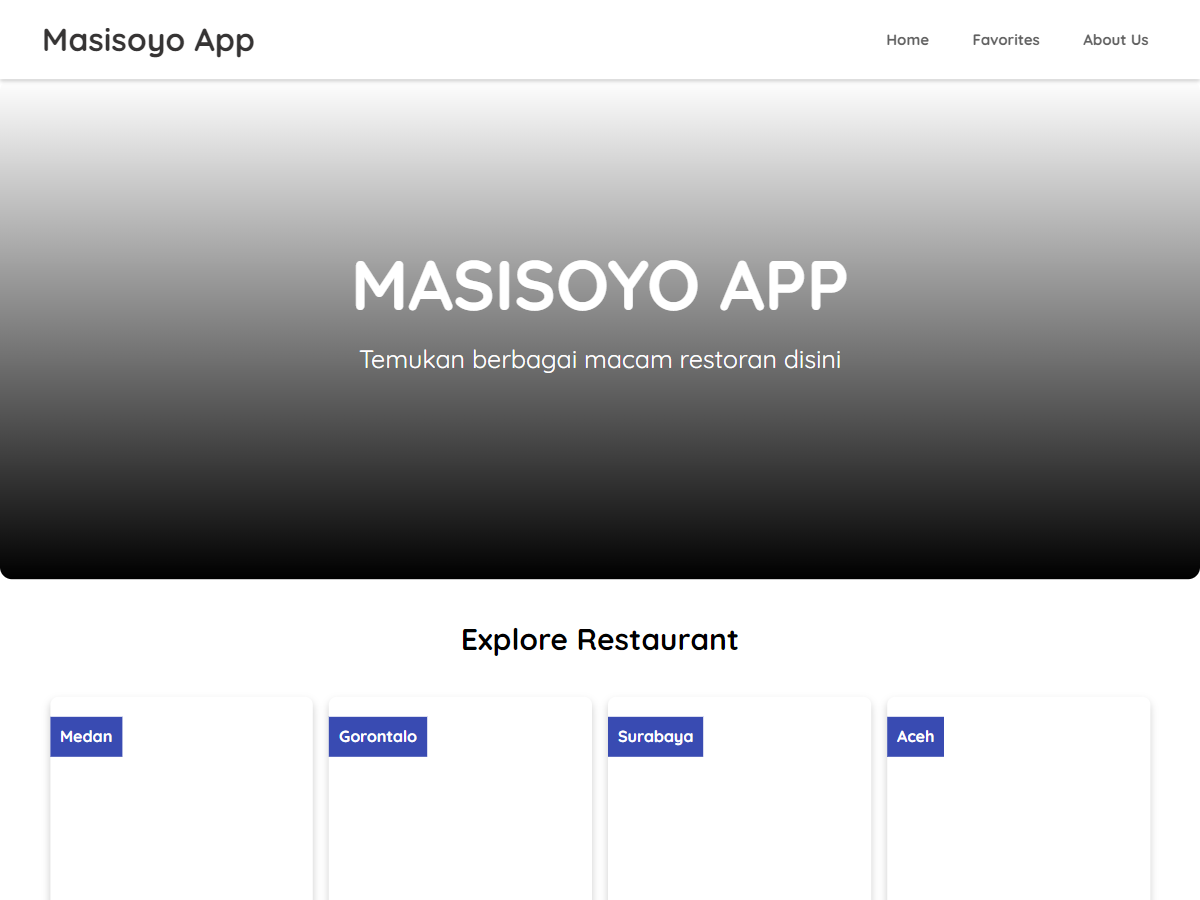 Masisoyo App
Home
Favorites
About Us
MASISOYO APP
Temukan berbagai macam restoran disini
Explore Restaurant
Medan
Gorontalo
Surabaya
Aceh